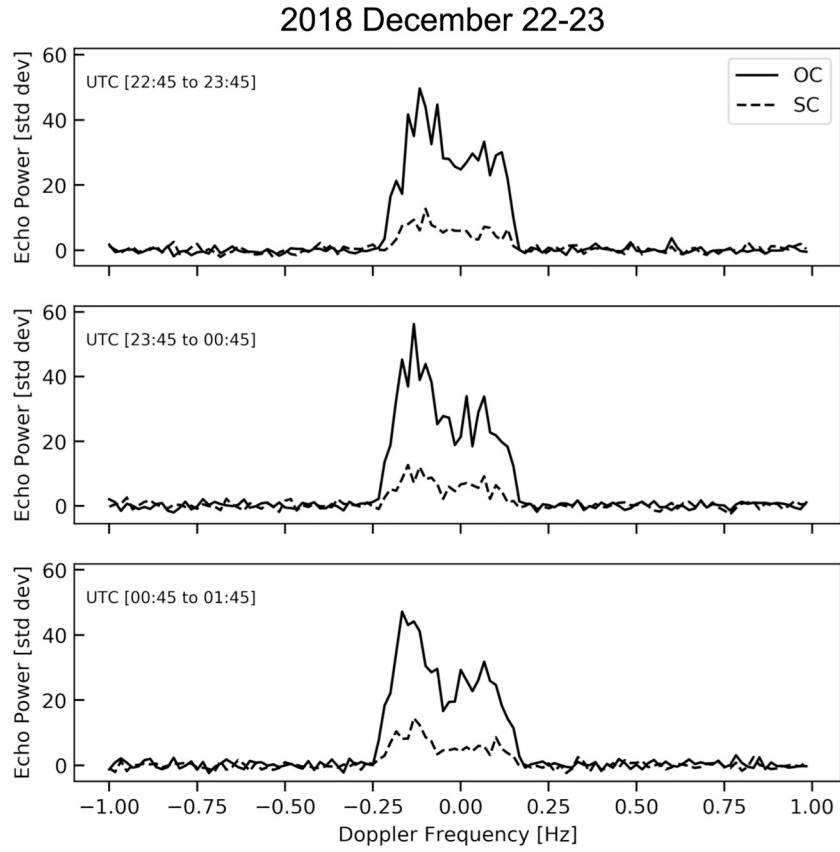 2018 December 22-23
60
UTC [22:45 to 23:45]
OC
SC
40
20
0
Echo Power [std dev]
60
UTC [23:45 to 00:45]
40
20
0
Echo Power [std dev]
60
UTC [00:45 to 01:45]
40
20
0
Echo Power [std dev]
−1.00 −0.75 −0.50 −0.25 0.00 0.25 0.50 0.75 1.00
Doppler Frequency [Hz]